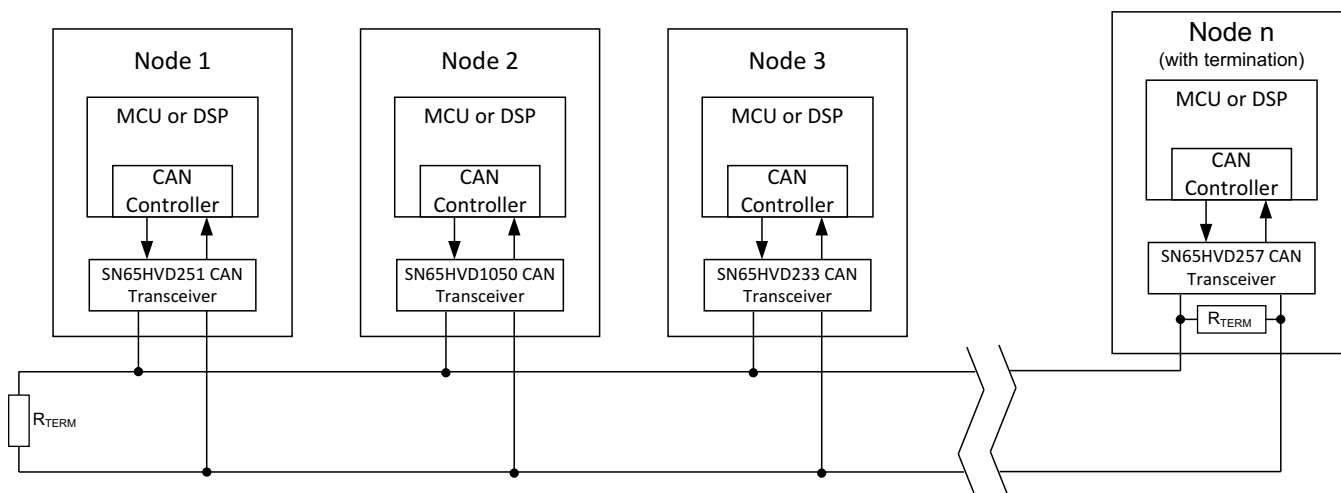 Node 1
MCU or DSP
CAN
Controller
SN65HVD251 CAN
Transceiver
Node 2
MCU or DSP
CAN
Controller
SN65HVD1050 CAN
Transceiver
Node 3
MCU or DSP
CAN
Controller
SN65HVD233 CAN
Transceiver
Node n
(with termination)
MCU or DSP
CAN
Controller
SN65HVD257 CAN
Transceiver
RTERM
RTERM